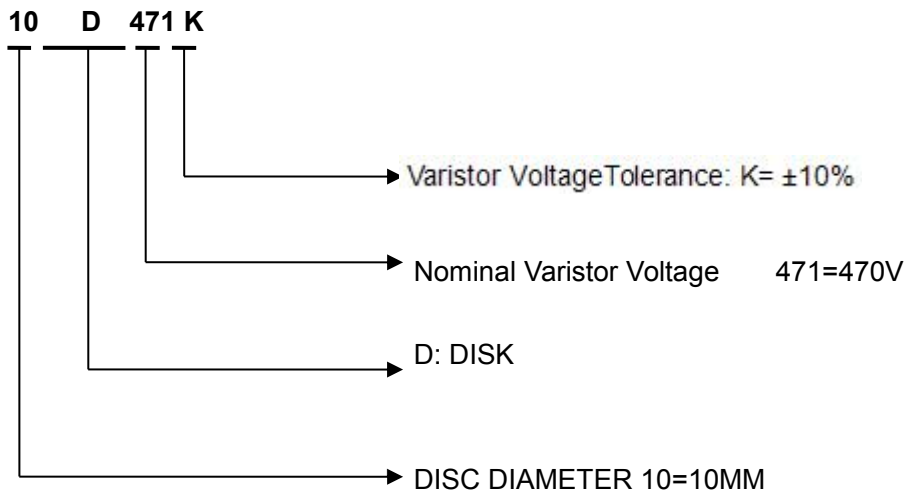 10 D 471 K
Varistor VoltageTolerance: K= ±10%
Nominal Varistor Voltage 471=470V
D: DISK
DISC DIAMETER 10=10MM